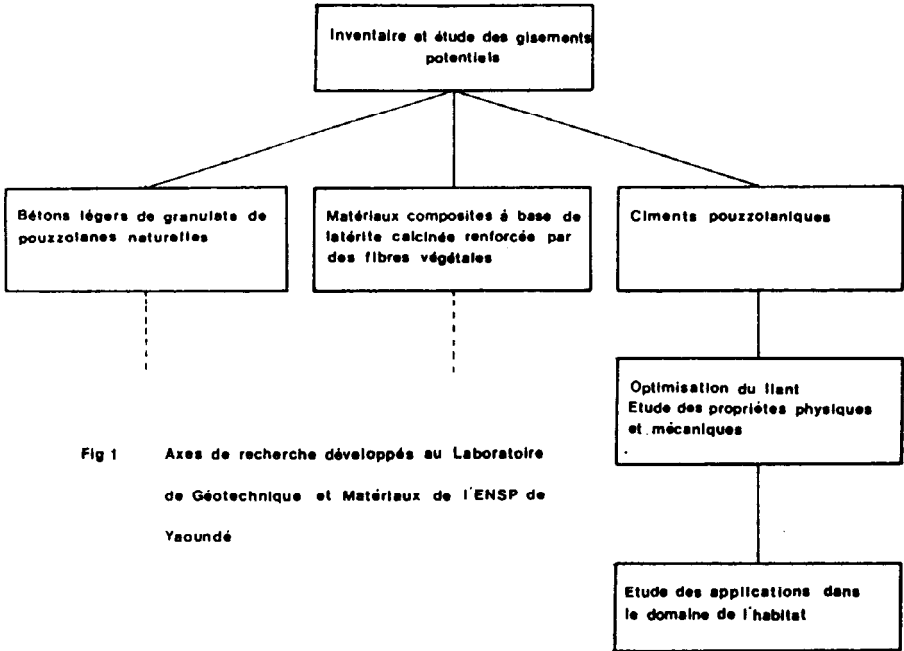 Inventaire et étude des gisements
potentiels
Bétons légers de granulats de
pouzzolanes naturelles
Matériaux composites à base de
latérite calcinée renforcée par
des fibres végétales
Ciments pouzzolaniques
Optimisation du liant
Etude des propriétes physiques
et mécaniques
Fig 1 Axes de recherche développés au Laboratoire
de Géotechnique et Matériaux de l'ENSP de
Yaoundé
Etude des applications dans
le domaine de l'habitat